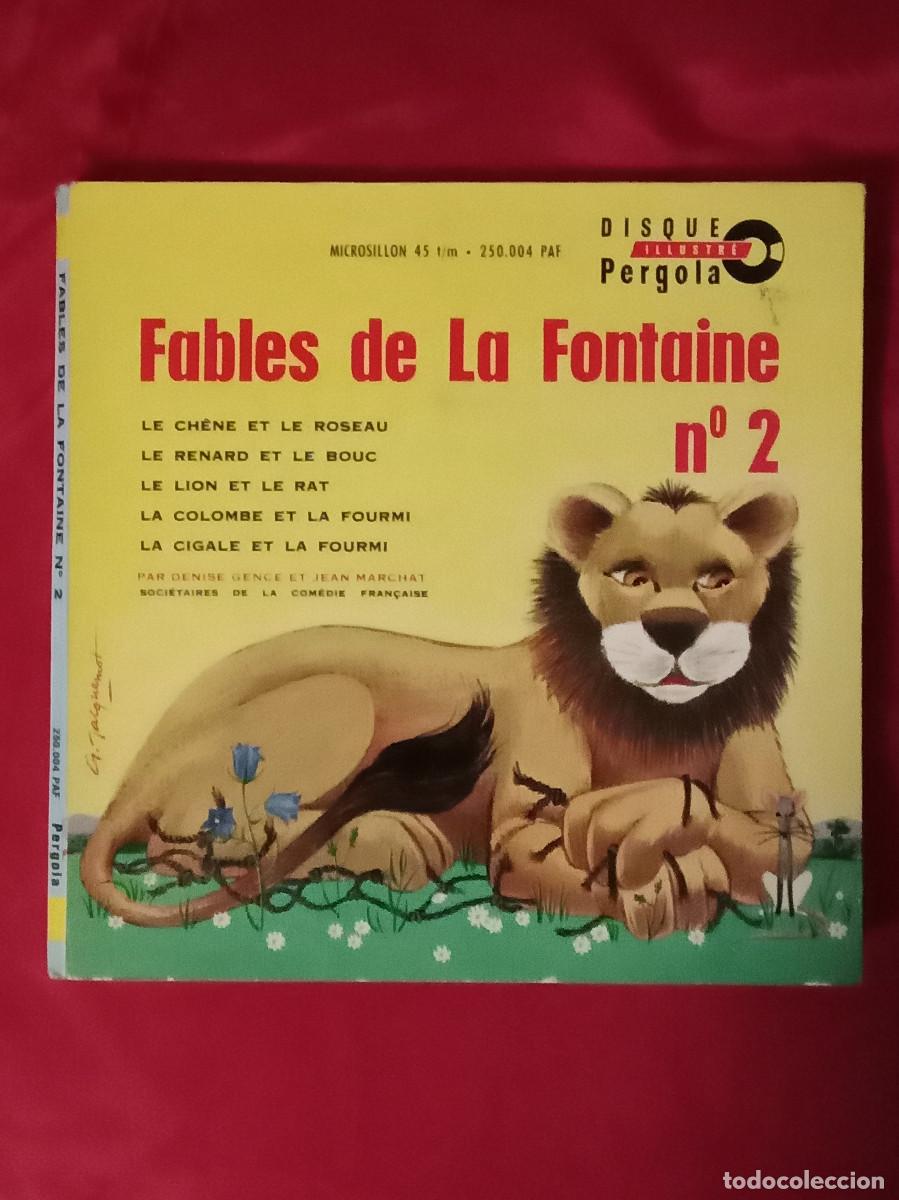 DISQUE
ILLUSTRÉ
Pergola
MICROSILLON 45 t/m • 250.004 PAF
Fables de La Fontaine
nº 2
LE CHÊNE ET LE ROSEAU
LE RENARD ET LE BOUC
LE LION ET LE RAT
LA COLOMBE ET LA FOURMI
LA CIGALE ET LA FOURMI
PAR DENISE GENCE ET JEAN MARCHAT
SOCIÉTAIRES DE LA COMÉDIE FRANÇAISE
G. Jacquemot
FABLES DE LA FONTAINE Nº 2
250.004 PAF Pergola
todocoleccion